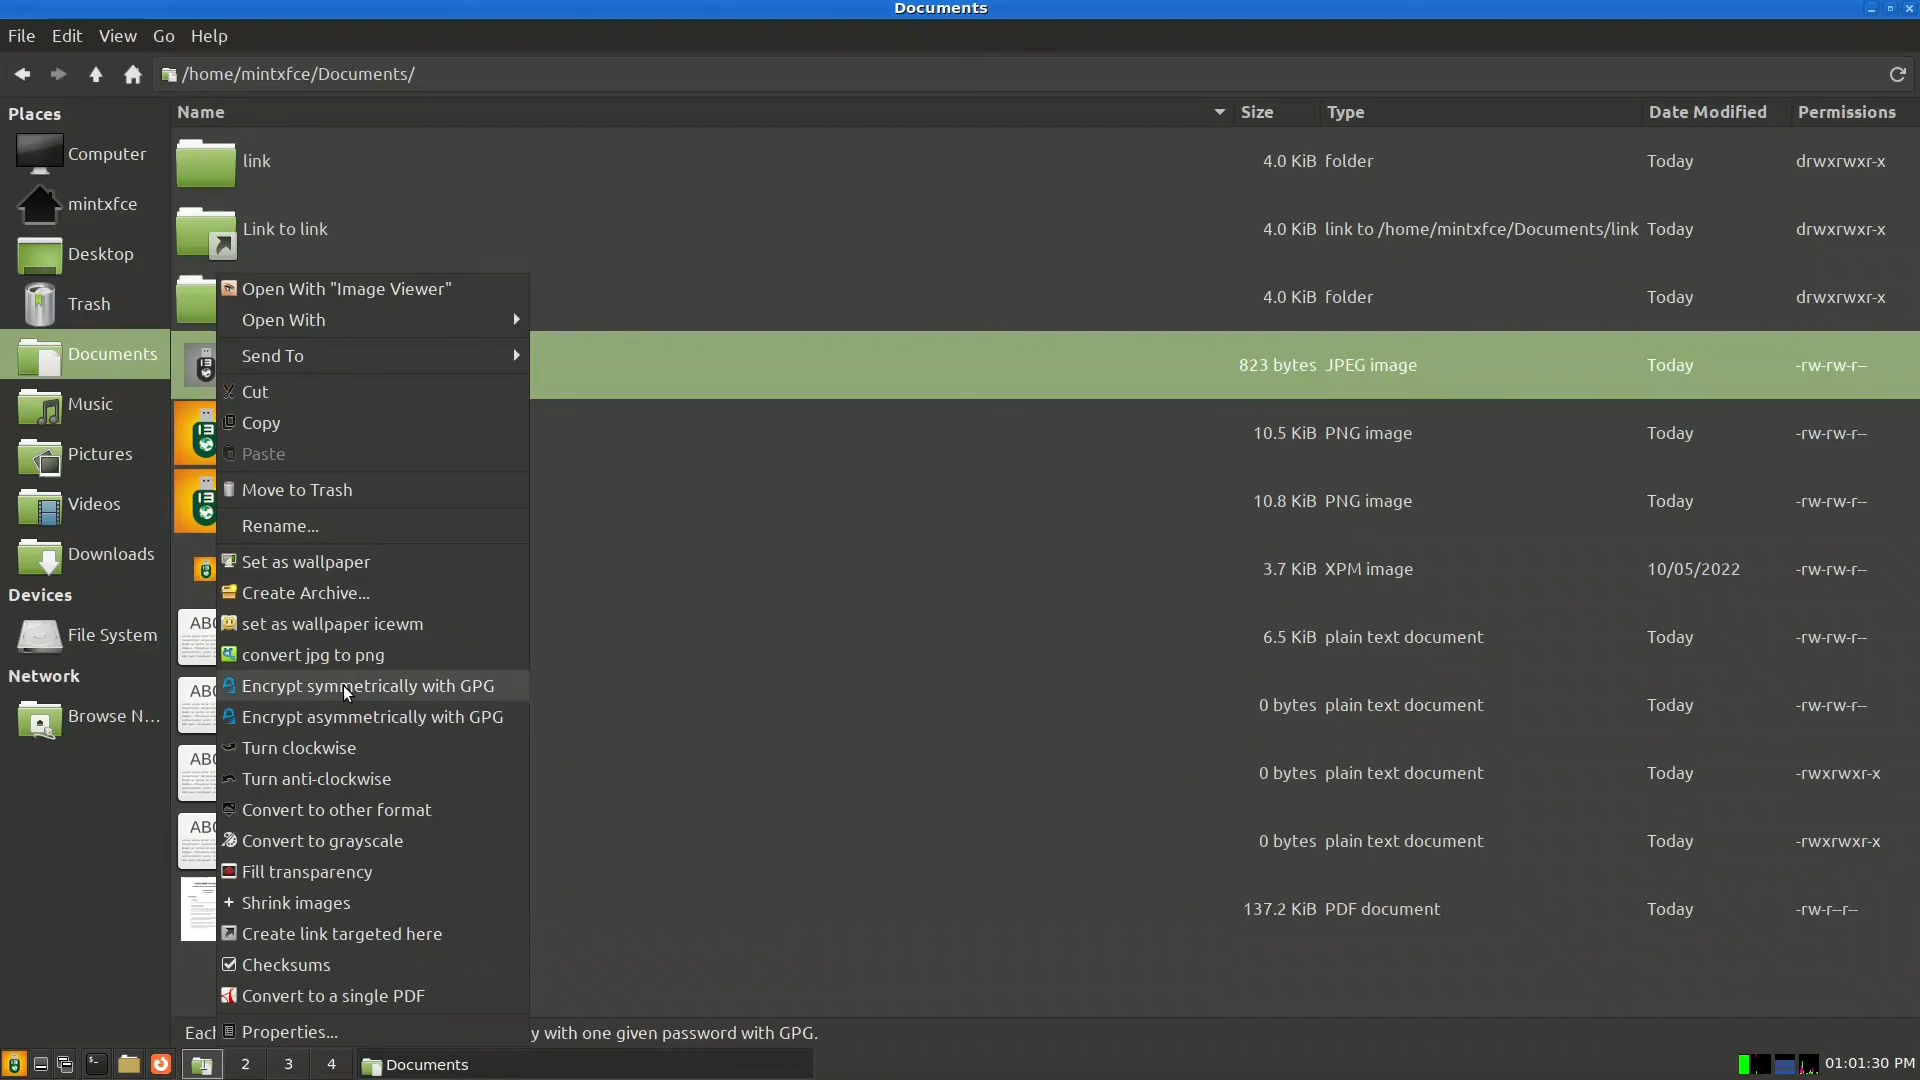 Documents
File Edit View Go Help
/home/mintxfce/Documents/
Places
Computer
mintxfce
Desktop
Trash
Documents
Music
Pictures
Videos
Downloads
Devices
File System
Network
Browse N...
Name Size Type Date Modified Permissions
link 4.0 KiB folder Today drwxrwxr-x
Link to link 4.0 KiB link to /home/mintxfce/Documents/link Today drwxrwxr-x
4.0 KiB folder Today drwxrwxr-x
823 bytes JPEG image Today -rw-rw-r--
10.5 KiB PNG image Today -rw-rw-r--
10.8 KiB PNG image Today -rw-rw-r--
3.7 KiB XPM image 10/05/2022 -rw-rw-r--
ABC 6.5 KiB plain text document Today -rw-rw-r--
ABC 0 bytes plain text document Today -rw-rw-r--
ABC 0 bytes plain text document Today -rwxrwxr-x
ABC 0 bytes plain text document Today -rwxrwxr-x
137.2 KiB PDF document Today -rw-r--r--
Open With "Image Viewer"
Open With
Send To
Cut
Copy
Paste
Move to Trash
Rename...
Set as wallpaper
Create Archive...
set as wallpaper icewm
convert jpg to png
Encrypt symmetrically with GPG
Encrypt asymmetrically with GPG
Turn clockwise
Turn anti-clockwise
Convert to other format
Convert to grayscale
Fill transparency
Shrink images
Create link targeted here
Checksums
Convert to a single PDF
Properties...
Eac y with one given password with GPG.
1 2 3 4 Documents 01:01:30 PM